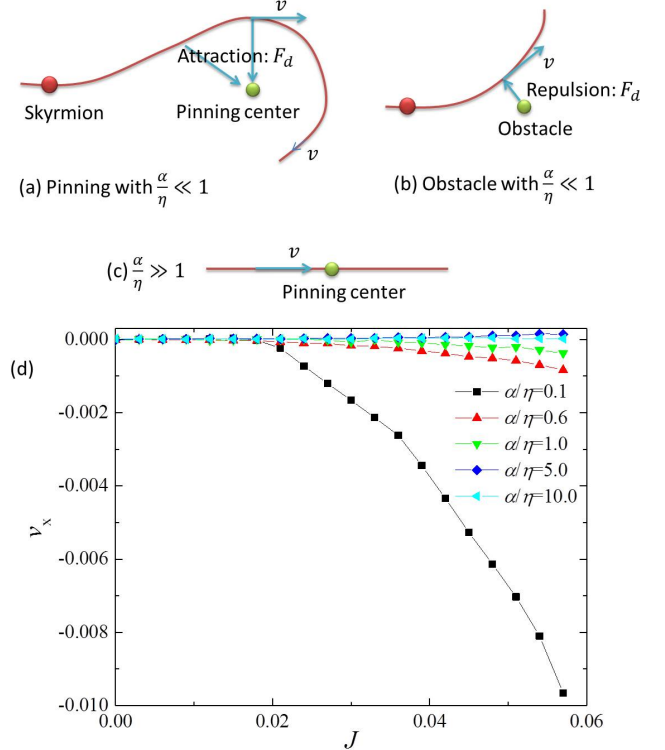 v
Attraction: F_d
Skyrmion
Pinning center
v
(a) Pinning with α/η ≪ 1
v
Repulsion: F_d
Obstacle
(b) Obstacle with α/η ≪ 1
(c) α/η ≫ 1
v
Pinning center
(d)
0.000
-0.002
-0.004
-0.006
-0.008
-0.010
v_x
α/η=0.1
α/η=0.6
α/η=1.0
α/η=5.0
α/η=10.0
0.00
0.02
0.04
0.06
J